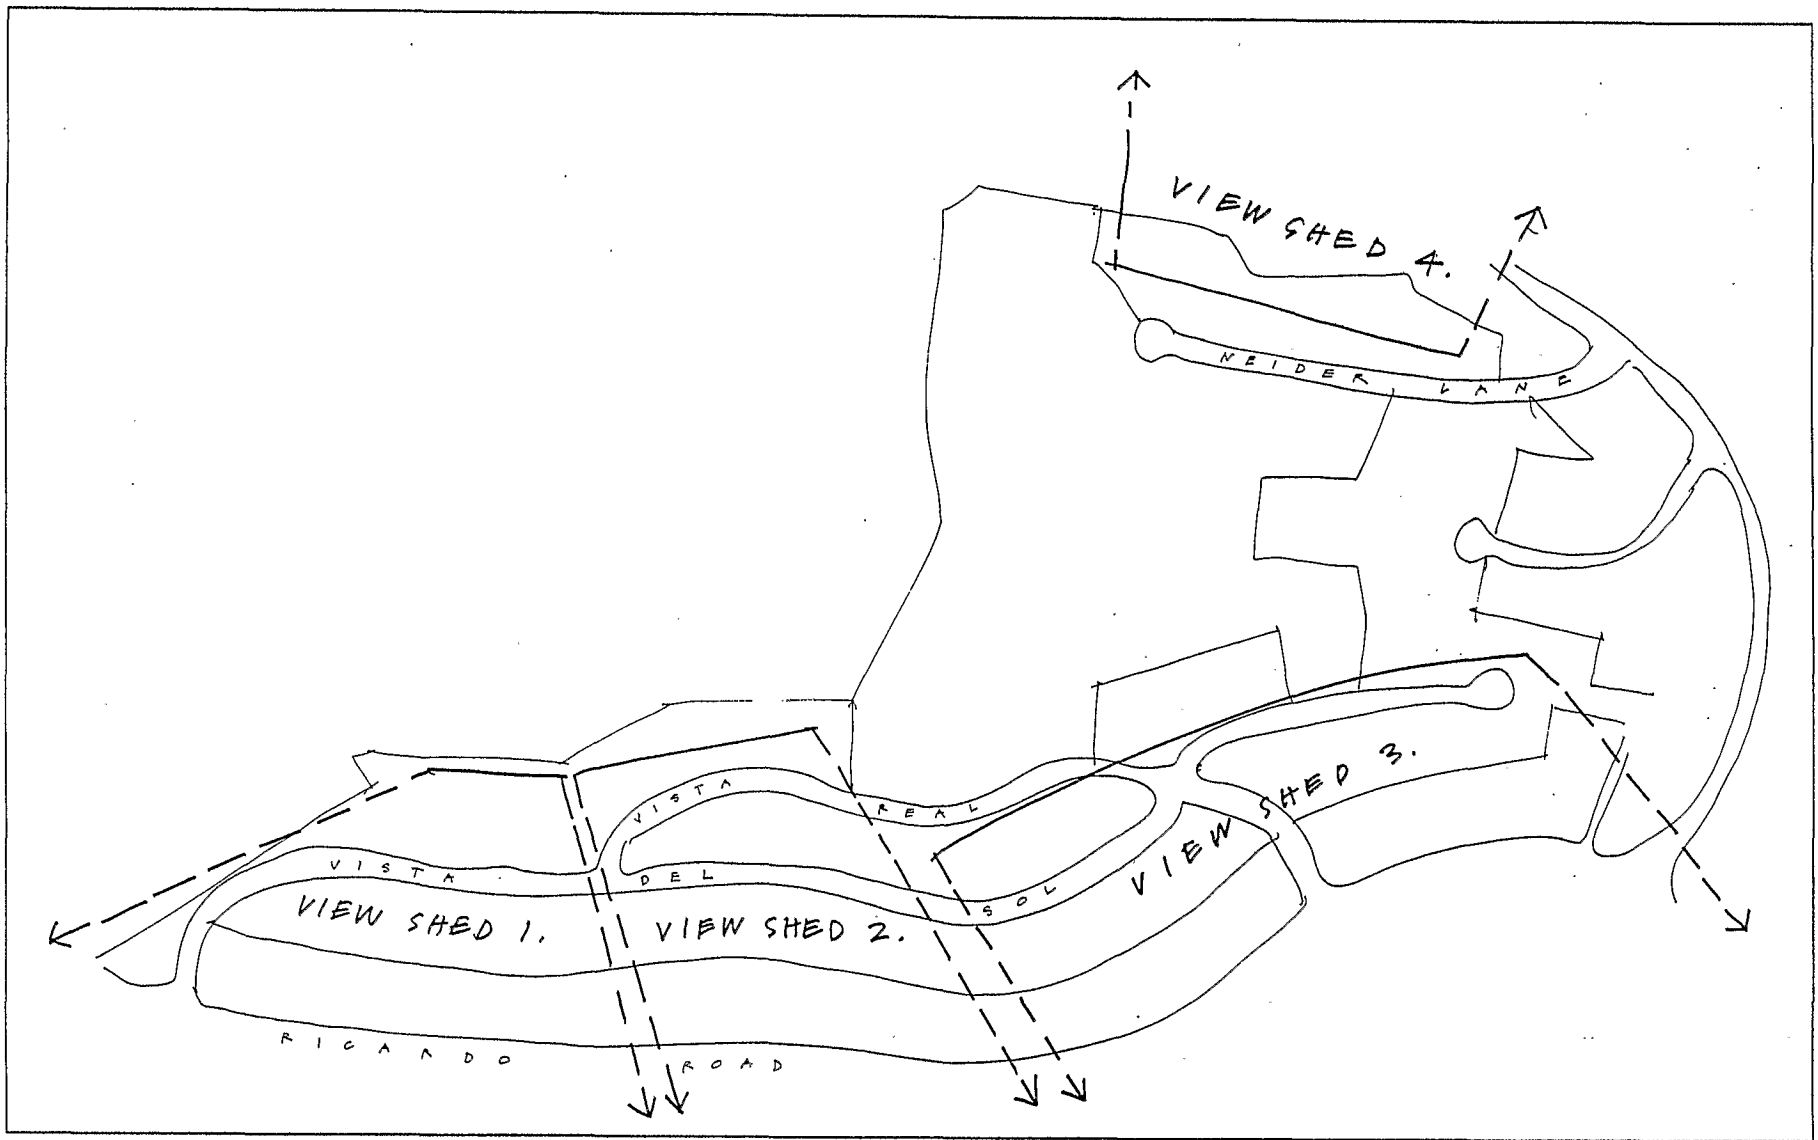 VIEW SHED 4.
NEIDER LANE
VISTA REAL
VIEW SHED 3.
VISTA DEL SOL
VIEW SHED 1.
VIEW SHED 2.
RICARDO ROAD